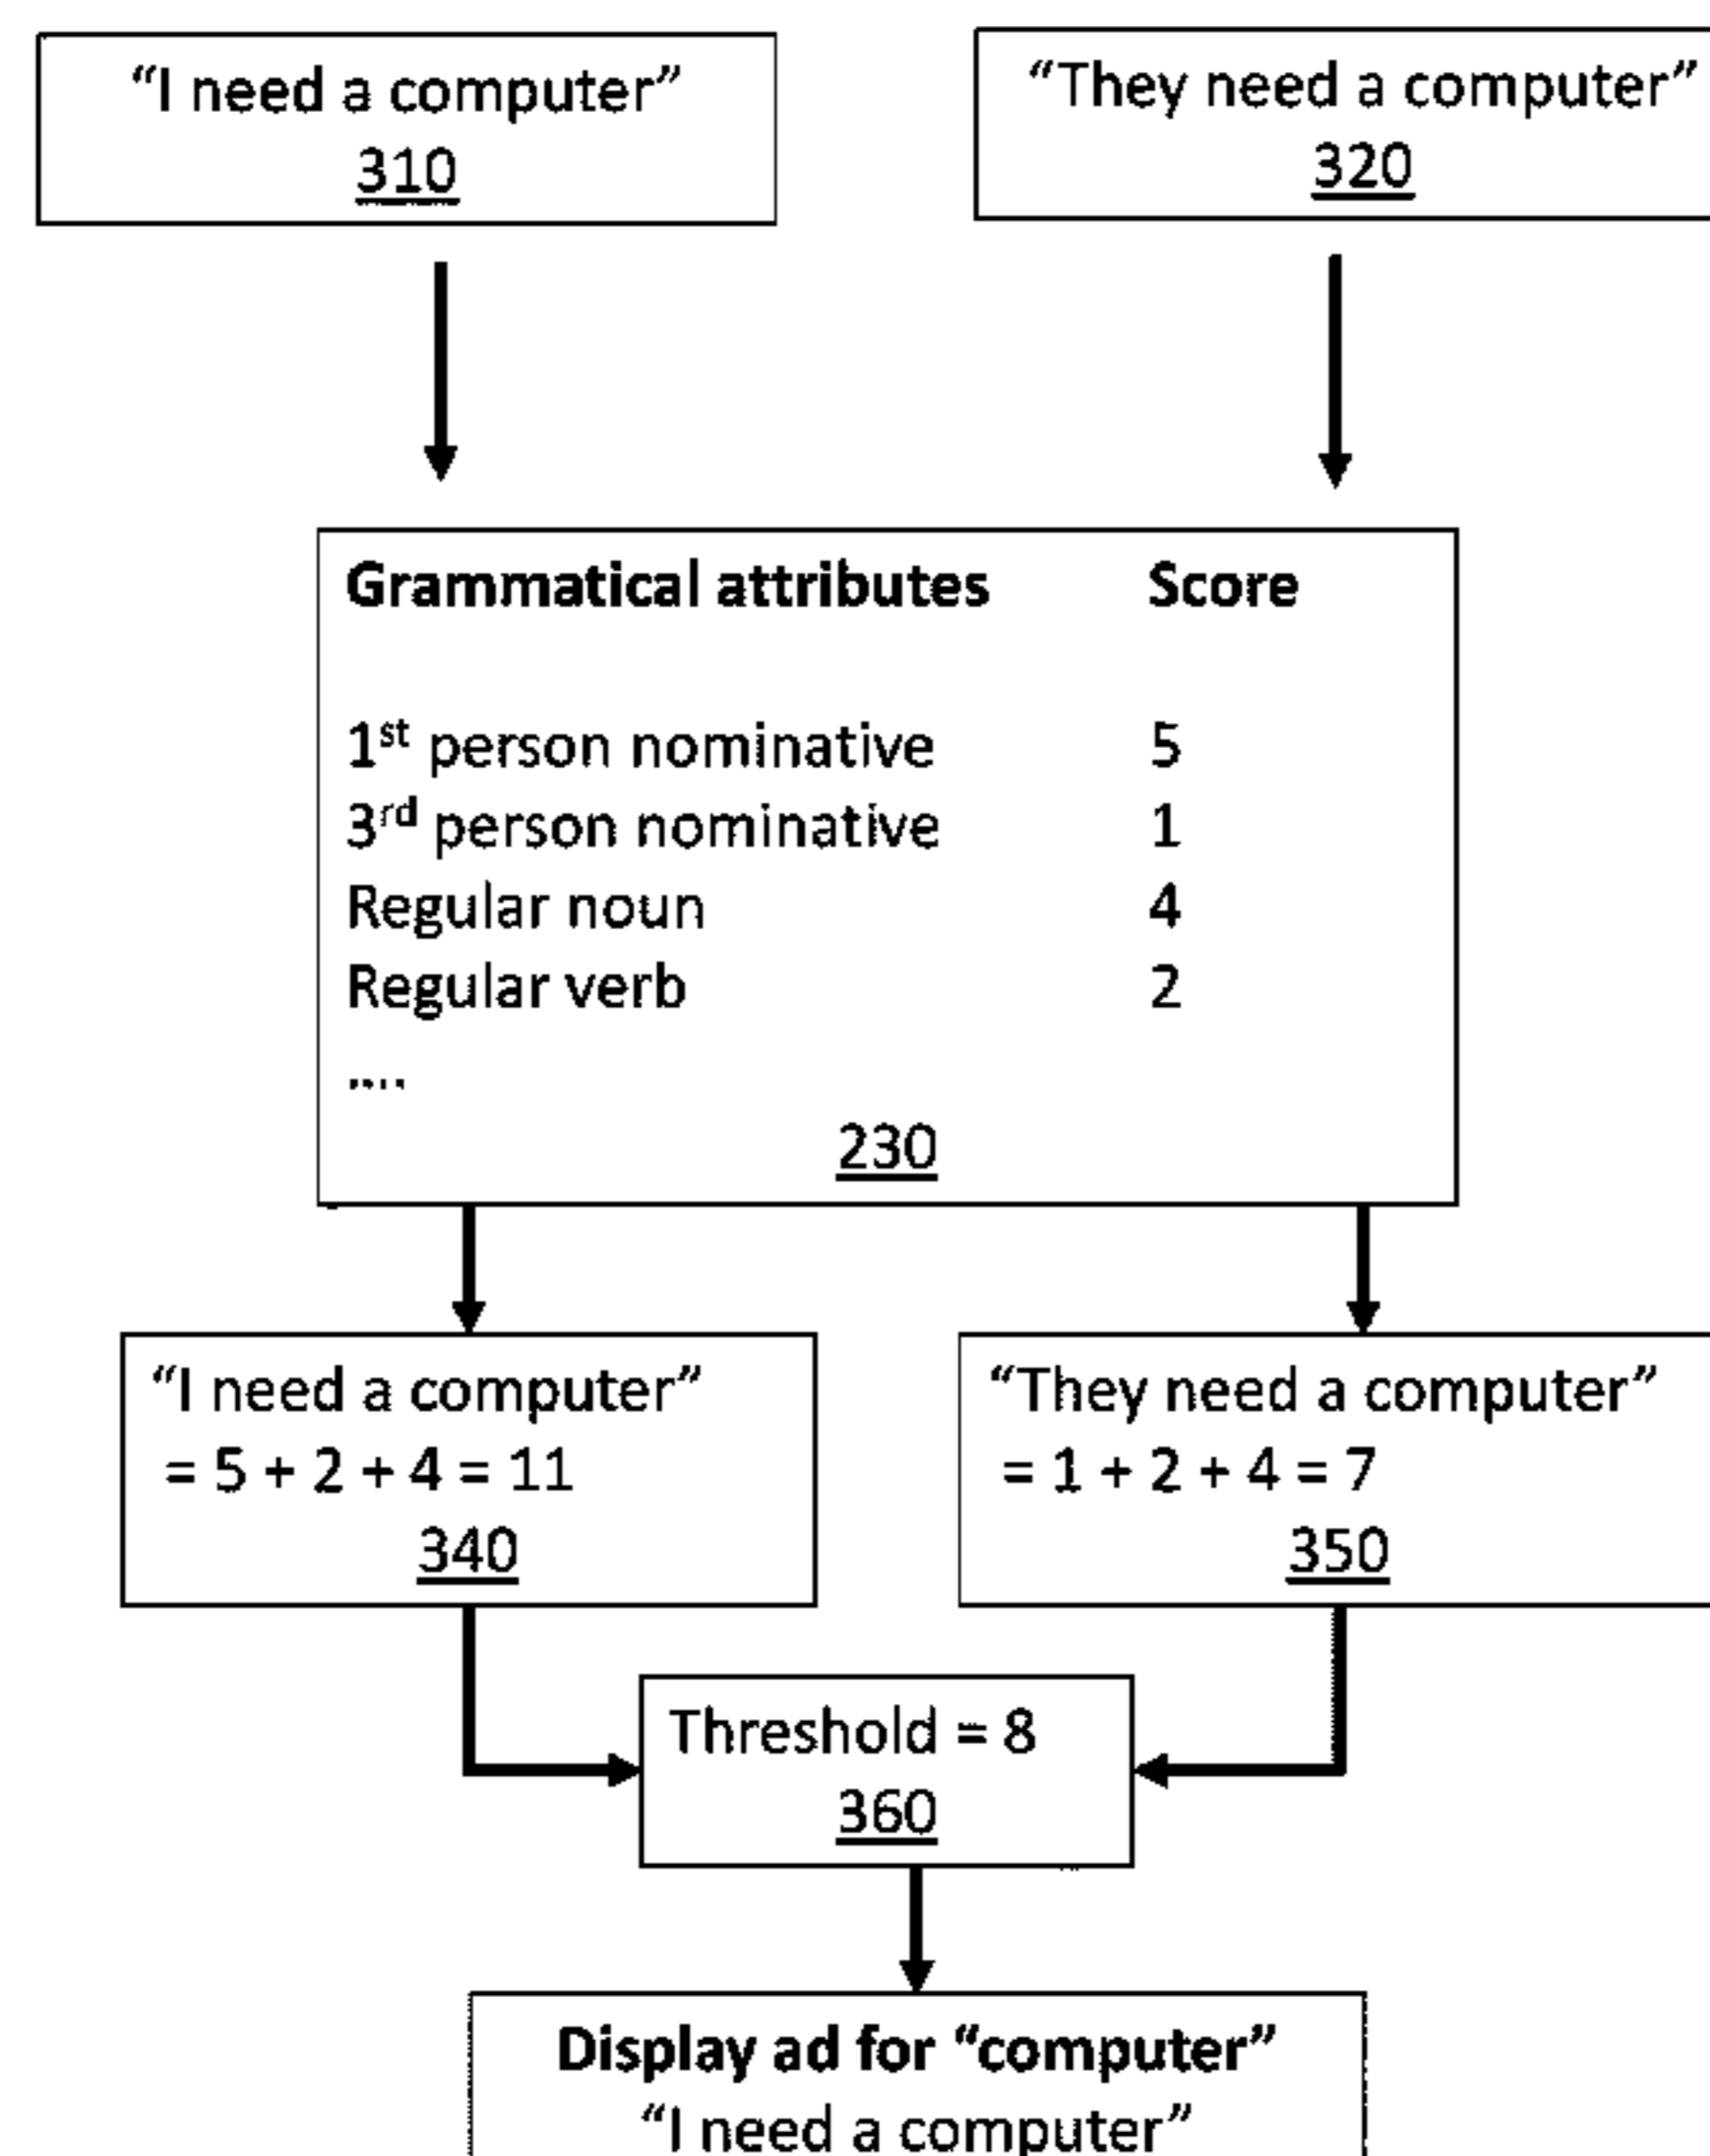 “I need a computer”
310
“They need a computer”
320
Grammatical attributes Score
1st person nominative 5
3rd person nominative 1
Regular noun 4
Regular verb 2
....
230
“I need a computer”
= 5 + 2 + 4 = 11
340
“They need a computer”
= 1 + 2 + 4 = 7
350
Threshold = 8
360
Display ad for “computer”
“I need a computer”